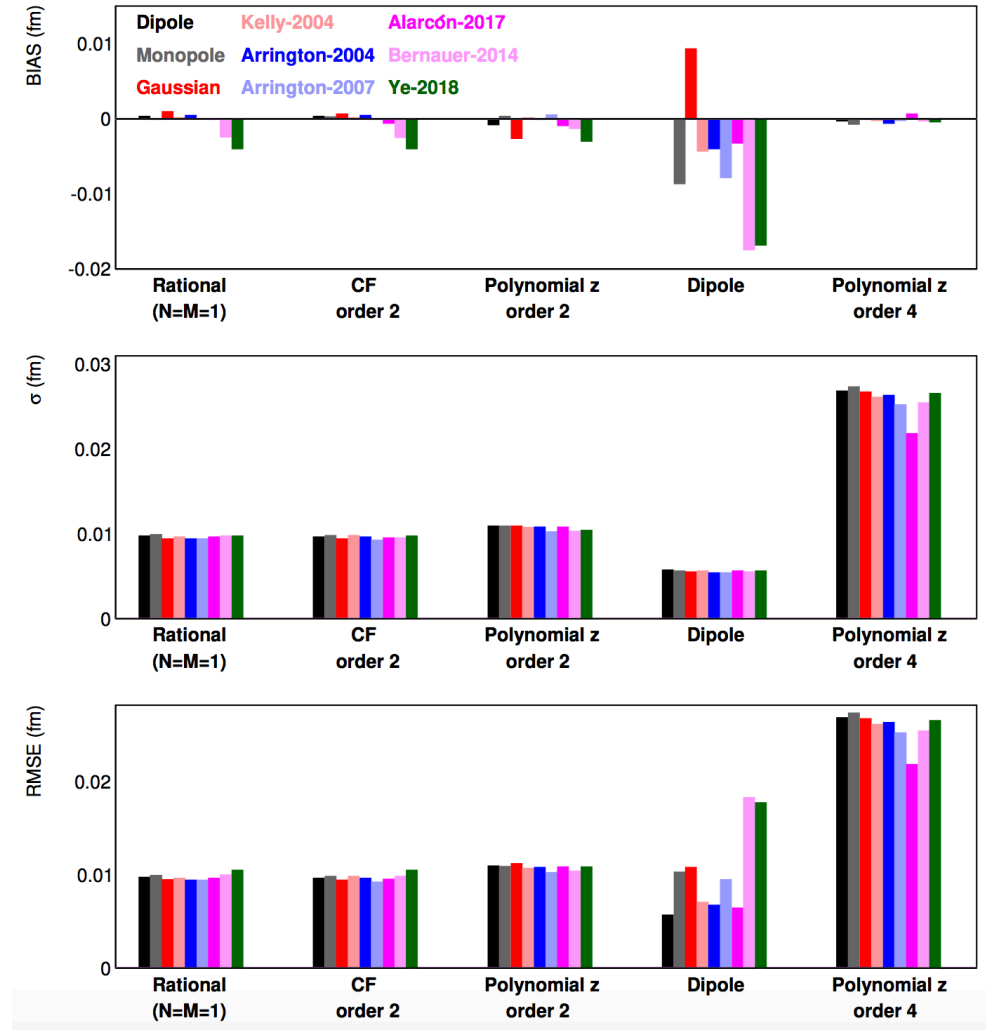 BIAS (fm)
Dipole Kelly-2004 Alarcón-2017
Monopole Arrington-2004 Bernauer-2014
Gaussian Arrington-2007 Ye-2018
0.01
0
-0.01
-0.02
Rational CF Polynomial z Dipole Polynomial z
(N=M=1) order 2 order 2 order 4
σ (fm)
0.03
0.02
0.01
0
Rational CF Polynomial z Dipole Polynomial z
(N=M=1) order 2 order 2 order 4
RMSE (fm)
0.02
0.01
0
Rational CF Polynomial z Dipole Polynomial z
(N=M=1) order 2 order 2 order 4